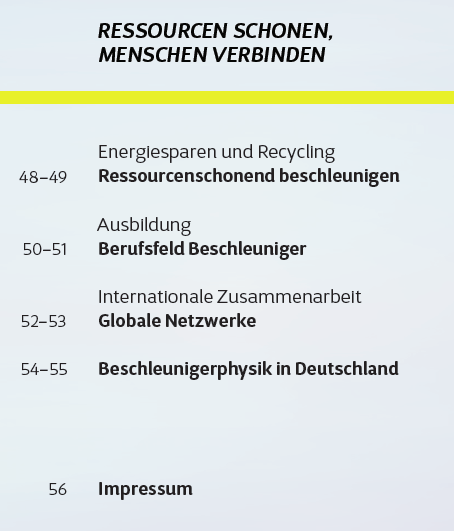 RESSOURCEN SCHONEN,
MENSCHEN VERBINDEN
Energiesparen und Recycling
48–49 Ressourcenschonend beschleunigen
Ausbildung
50–51 Berufsfeld Beschleuniger
Internationale Zusammenarbeit
52–53 Globale Netzwerke
54–55 Beschleunigerphysik in Deutschland
56 Impressum